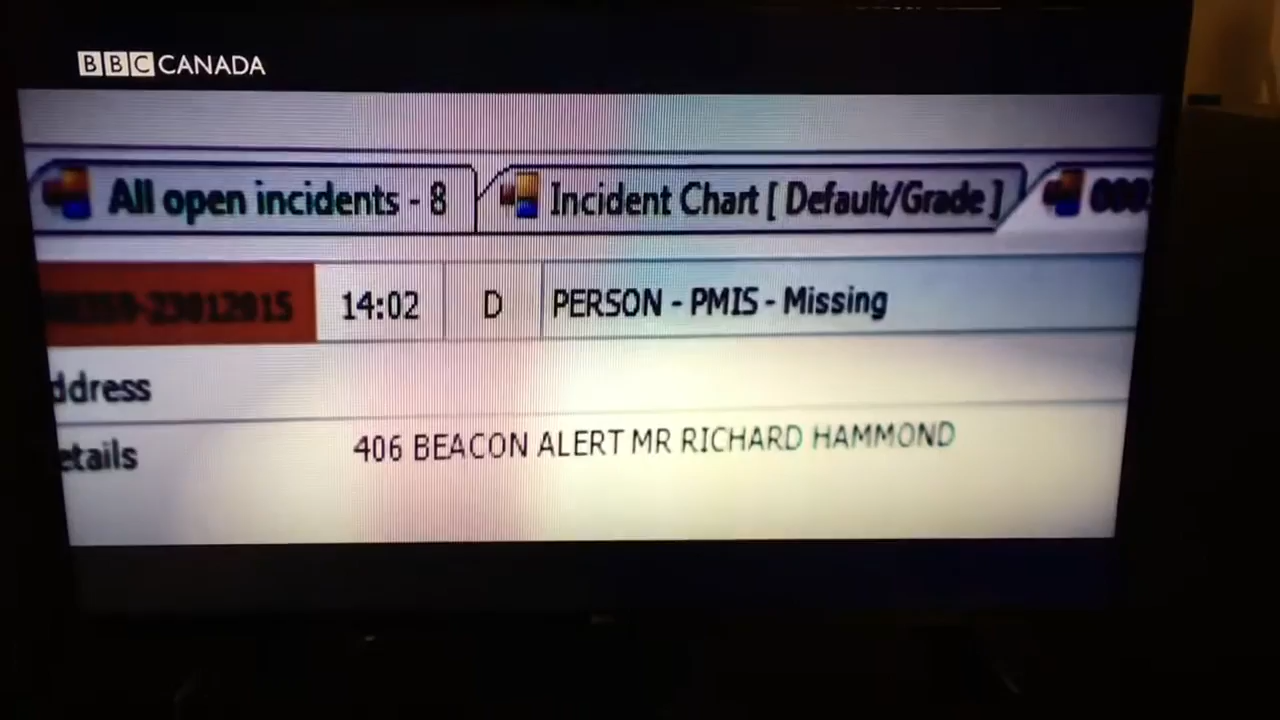 BBC CANADA
All open incidents - 8
Incident Chart [ Default/Grade ]
14:02
D
PERSON - PMIS - Missing
ddress
etails
406 BEACON ALERT MR RICHARD HAMMOND